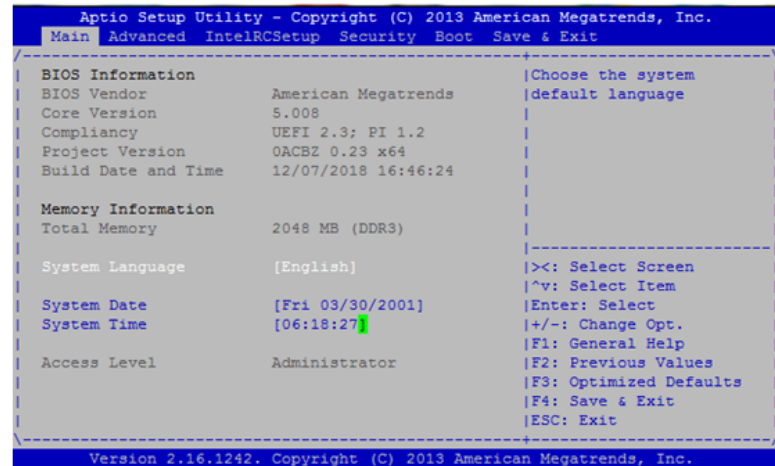 Aptio Setup Utility - Copyright (C) 2013 American Megatrends, Inc.
Main Advanced IntelRCSetup Security Boot Save & Exit
BIOS Information
BIOS Vendor American Megatrends
Core Version 5.008
Compliancy UEFI 2.3; PI 1.2
Project Version 0ACBZ 0.23 x64
Build Date and Time 12/07/2018 16:46:24
Memory Information
Total Memory 2048 MB (DDR3)
System Language [English]
System Date [Fri 03/30/2001]
System Time [06:18:27]
Access Level Administrator
Choose the system
default language
><: Select Screen
^v: Select Item
Enter: Select
+/-: Change Opt.
F1: General Help
F2: Previous Values
F3: Optimized Defaults
F4: Save & Exit
ESC: Exit
Version 2.16.1242. Copyright (C) 2013 American Megatrends, Inc.